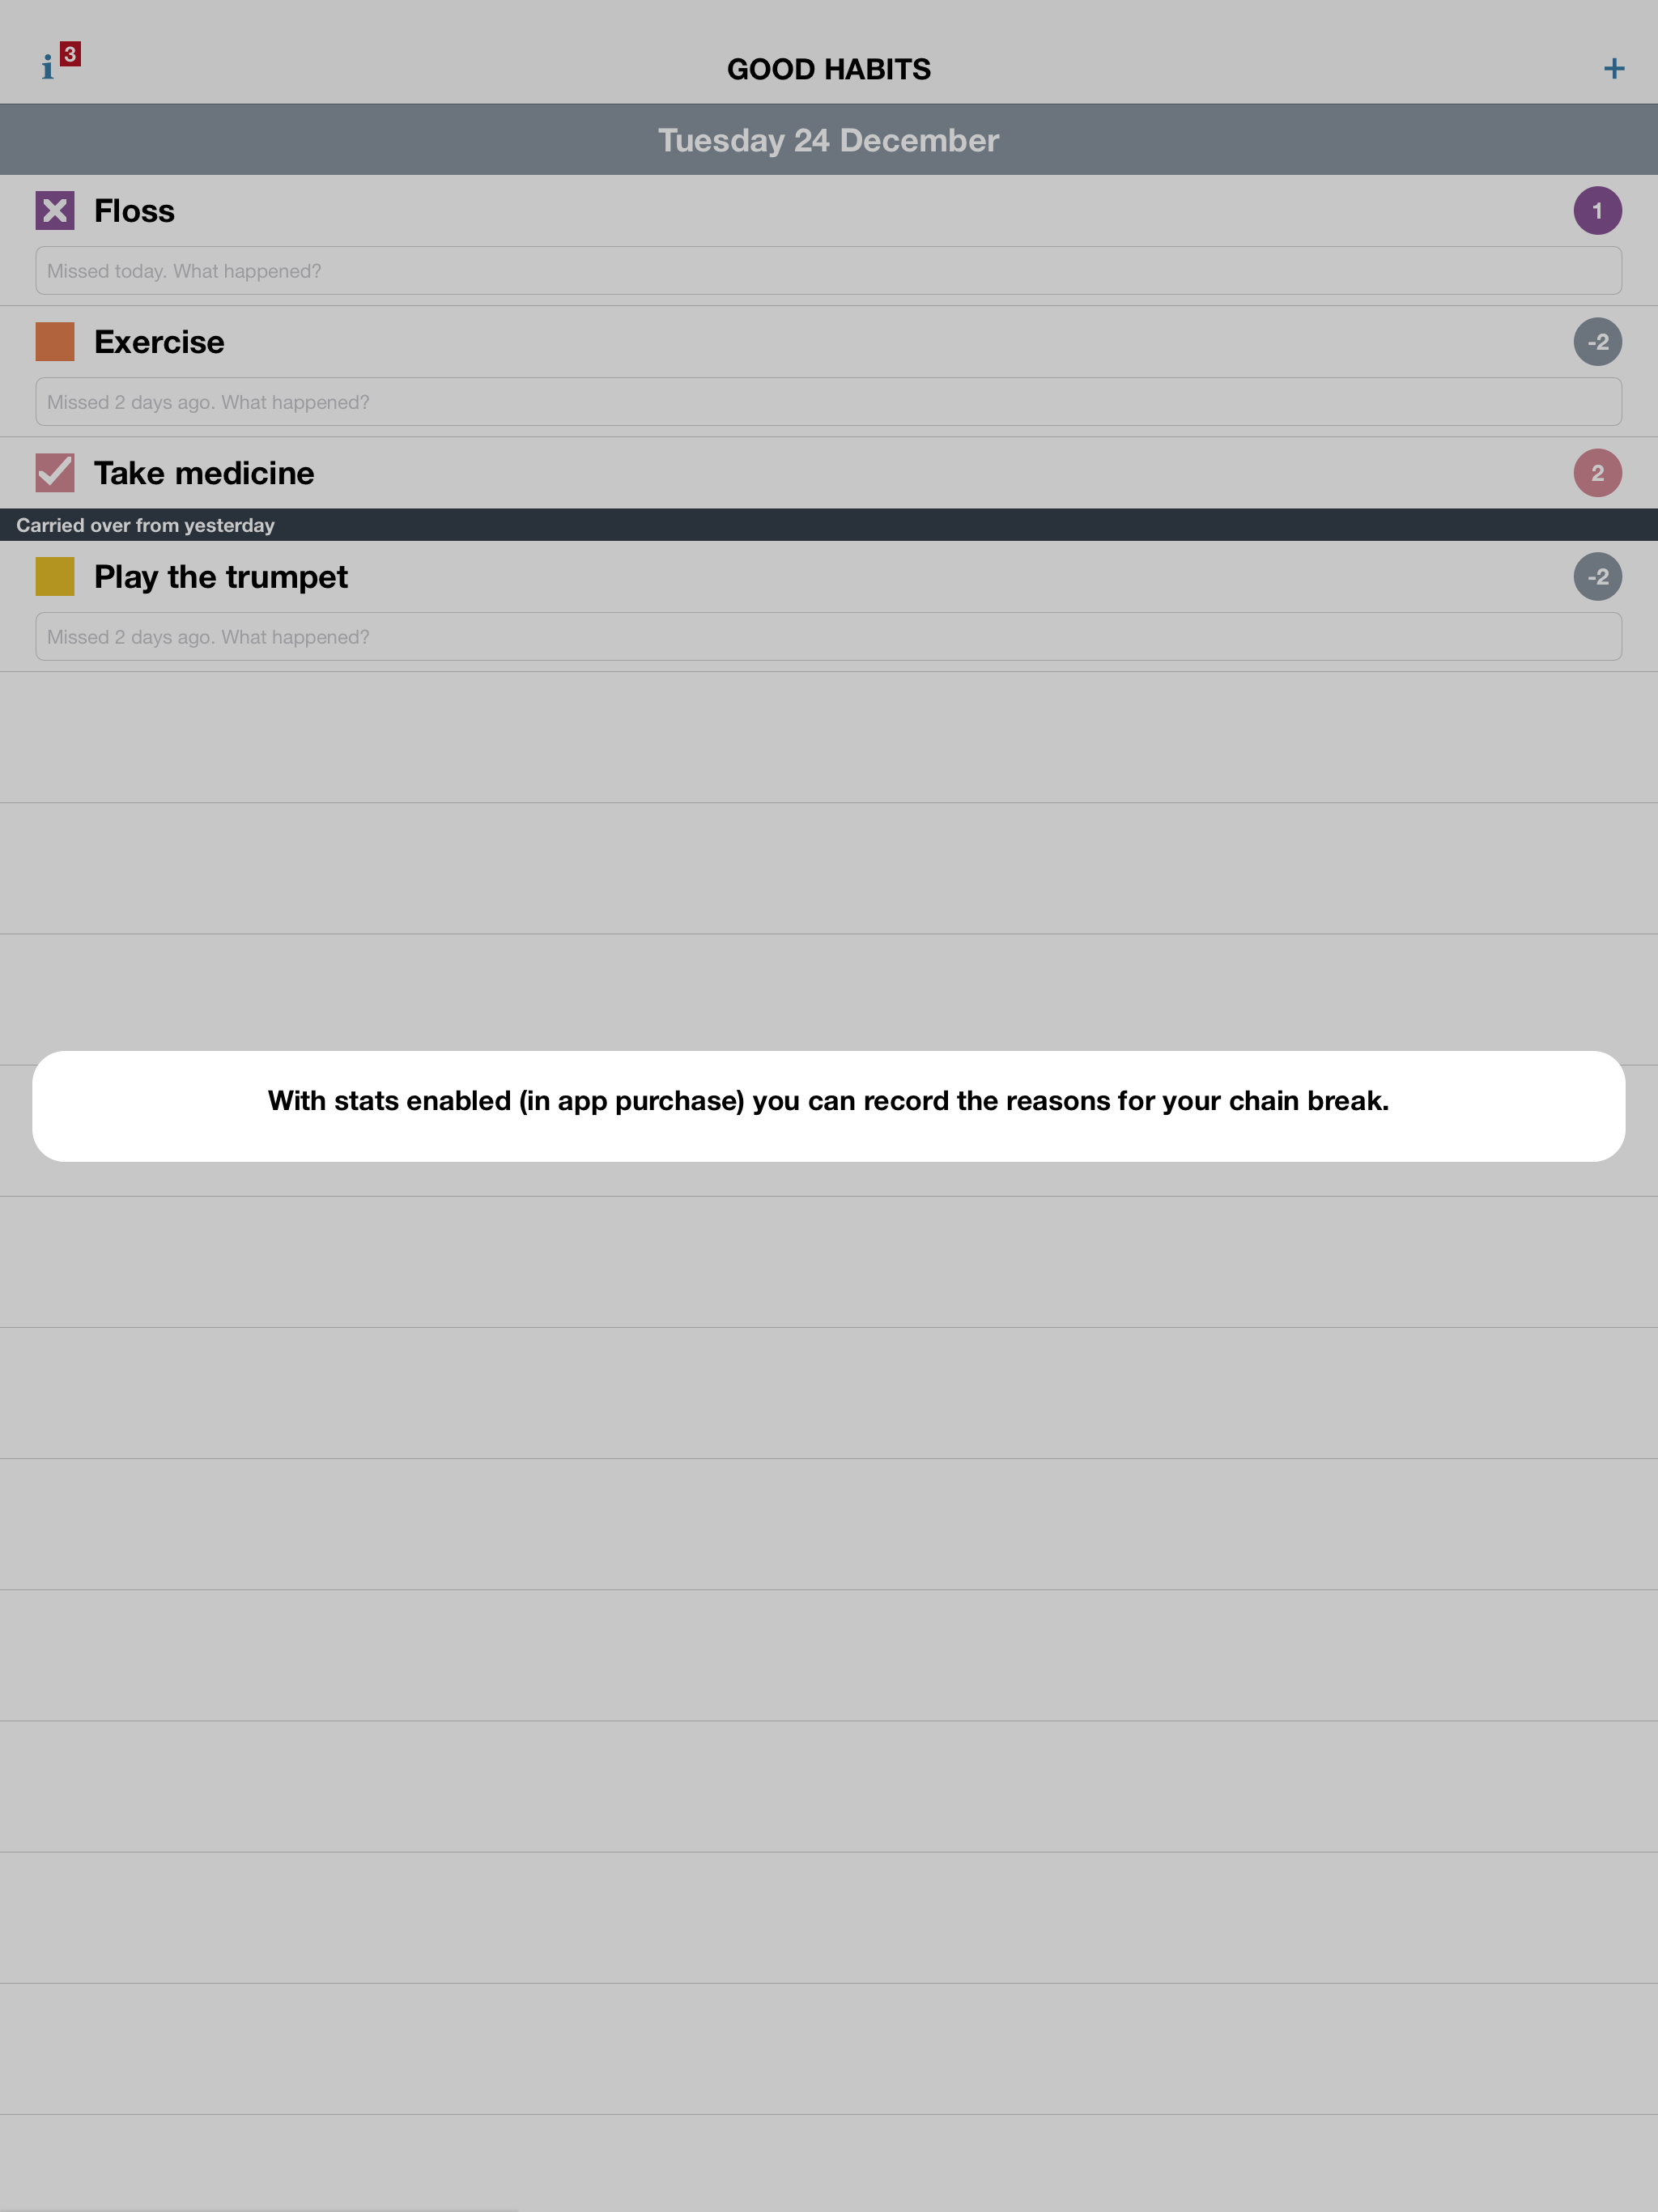 i 3
GOOD HABITS
+
Tuesday 24 December
Floss
1
Missed today. What happened?
Exercise
-2
Missed 2 days ago. What happened?
Take medicine
2
Carried over from yesterday
Play the trumpet
-2
Missed 2 days ago. What happened?
With stats enabled (in app purchase) you can record the reasons for your chain break.